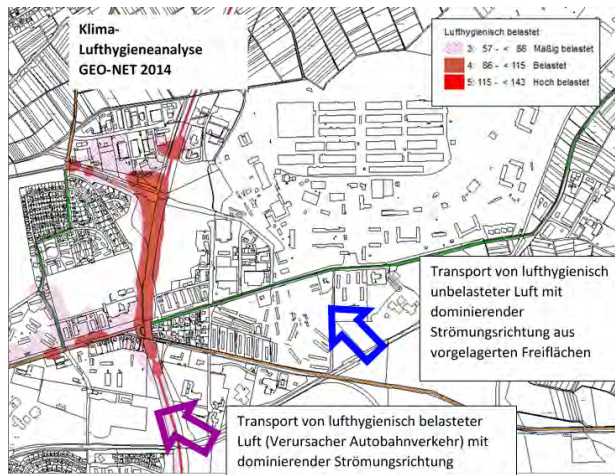 Klima-
Lufthygieneanalyse
GEO-NET 2014
Lufthygienisch belastet
3: 57 - < 86 Mäßig belastet
4: 86 - < 115 Belastet
5: 115 - < 143 Hoch belastet
Transport von lufthygienisch
unbelasteter Luft mit
dominierender
Strömungsrichtung aus
vorgelagerten Freiflächen
Transport von lufthygienisch belasteter
Luft (Verursacher Autobahnverkehr) mit
dominierender Strömungsrichtung